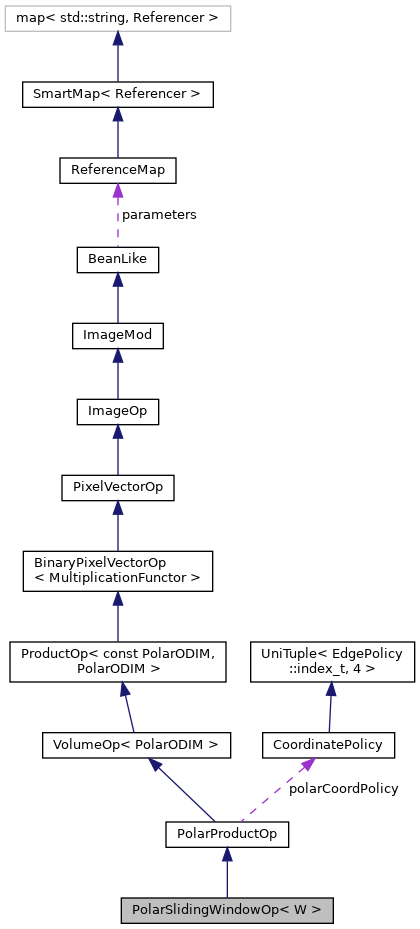 map< std::string, Referencer >
SmartMap< Referencer >
ReferenceMap
parameters
BeanLike
ImageMod
ImageOp
PixelVectorOp
BinaryPixelVectorOp
< MultiplicationFunctor >
ProductOp< const PolarODIM,
PolarODIM >
UniTuple< EdgePolicy
::index_t, 4 >
VolumeOp< PolarODIM >
CoordinatePolicy
polarCoordPolicy
PolarProductOp
PolarSlidingWindowOp< W >